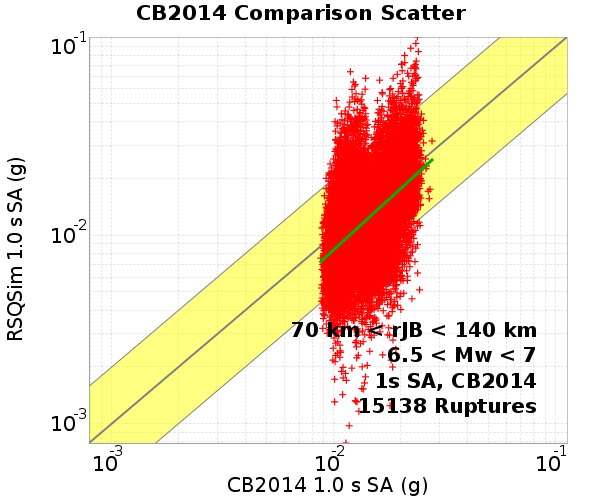 CB2014 Comparison Scatter
RSQSim 1.0 s SA (g)
10-1
10-2
10-3
70 km < rJB < 140 km
6.5 < Mw < 7
1s SA, CB2014
15138 Ruptures
10-3 10-2 10-1
CB2014 1.0 s SA (g)